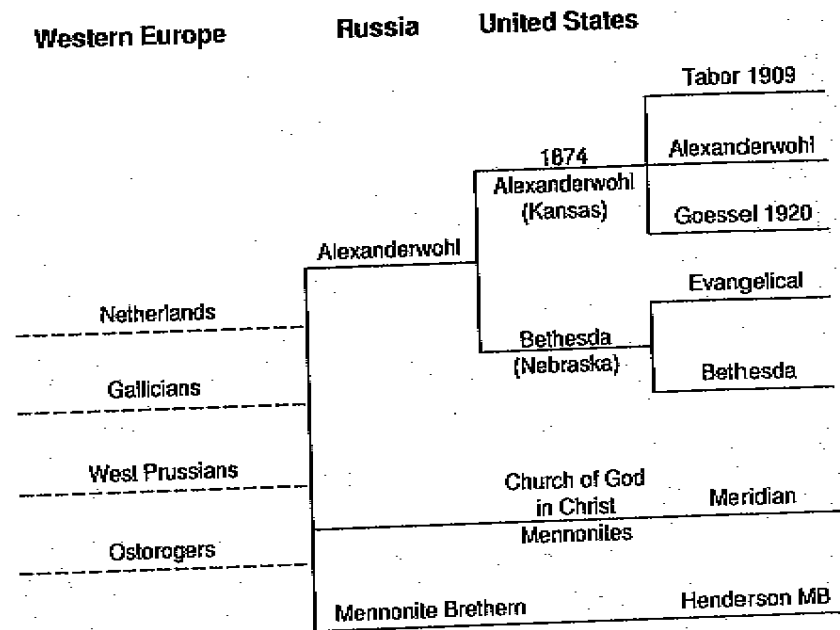 Western Europe Russia United States
Tabor 1909
1874
Alexanderwohl
Alexanderwohl
(Kansas)
Goessel 1920
Alexanderwohl
Evangelical
Netherlands
Bethesda
(Nebraska)
Bethesda
Gallicians
West Prussians
Church of God
in Christ
Mennonites
Meridian
Ostorogers
Mennonite Brethern
Henderson MB